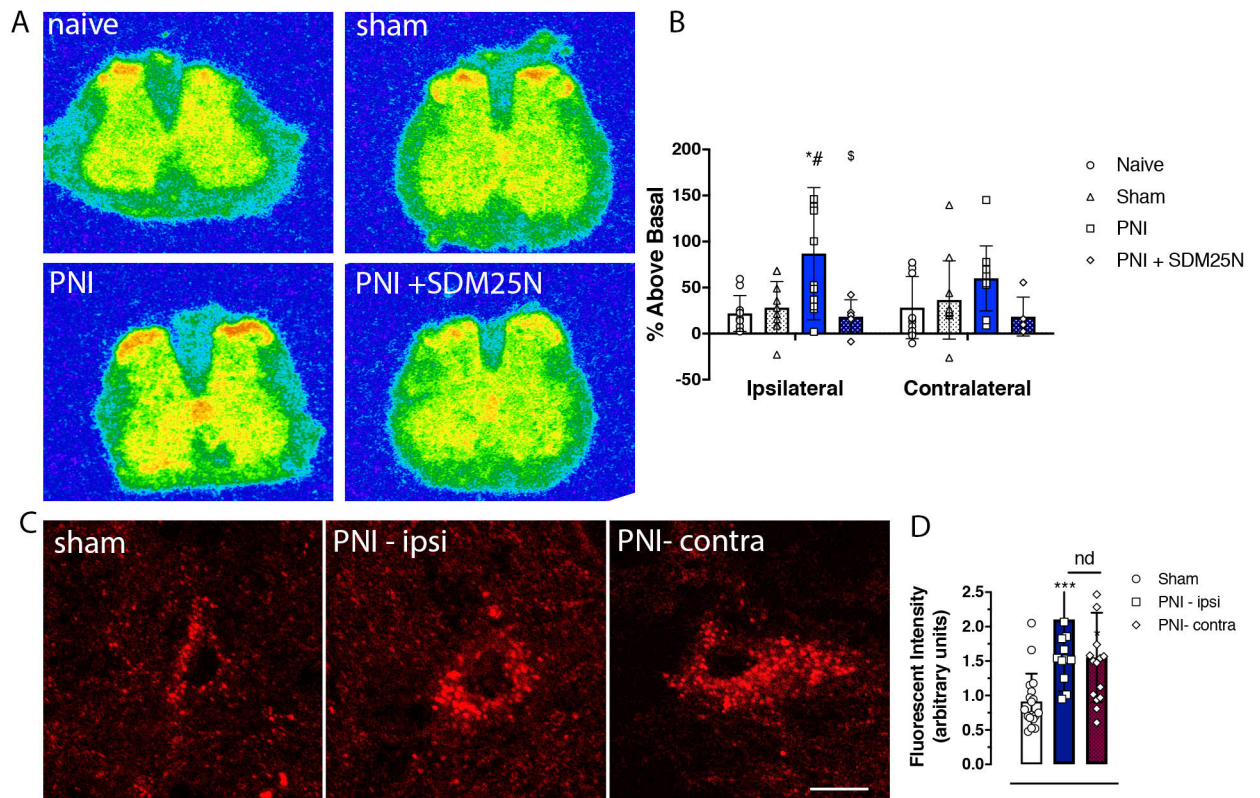 A
naive
sham
PNI
PNI +SDM25N
B
% Above Basal
200
150
100
50
0
-50
*#
$
Ipsilateral
Contralateral
Naive
Sham
PNI
PNI + SDM25N
C
sham
PNI - ipsi
PNI- contra
D
Fluorescent Intensity
(arbitrary units)
2.5
2.0
1.5
1.0
0.5
0.0
nd
***
*
Sham
PNI - ipsi
PNI- contra